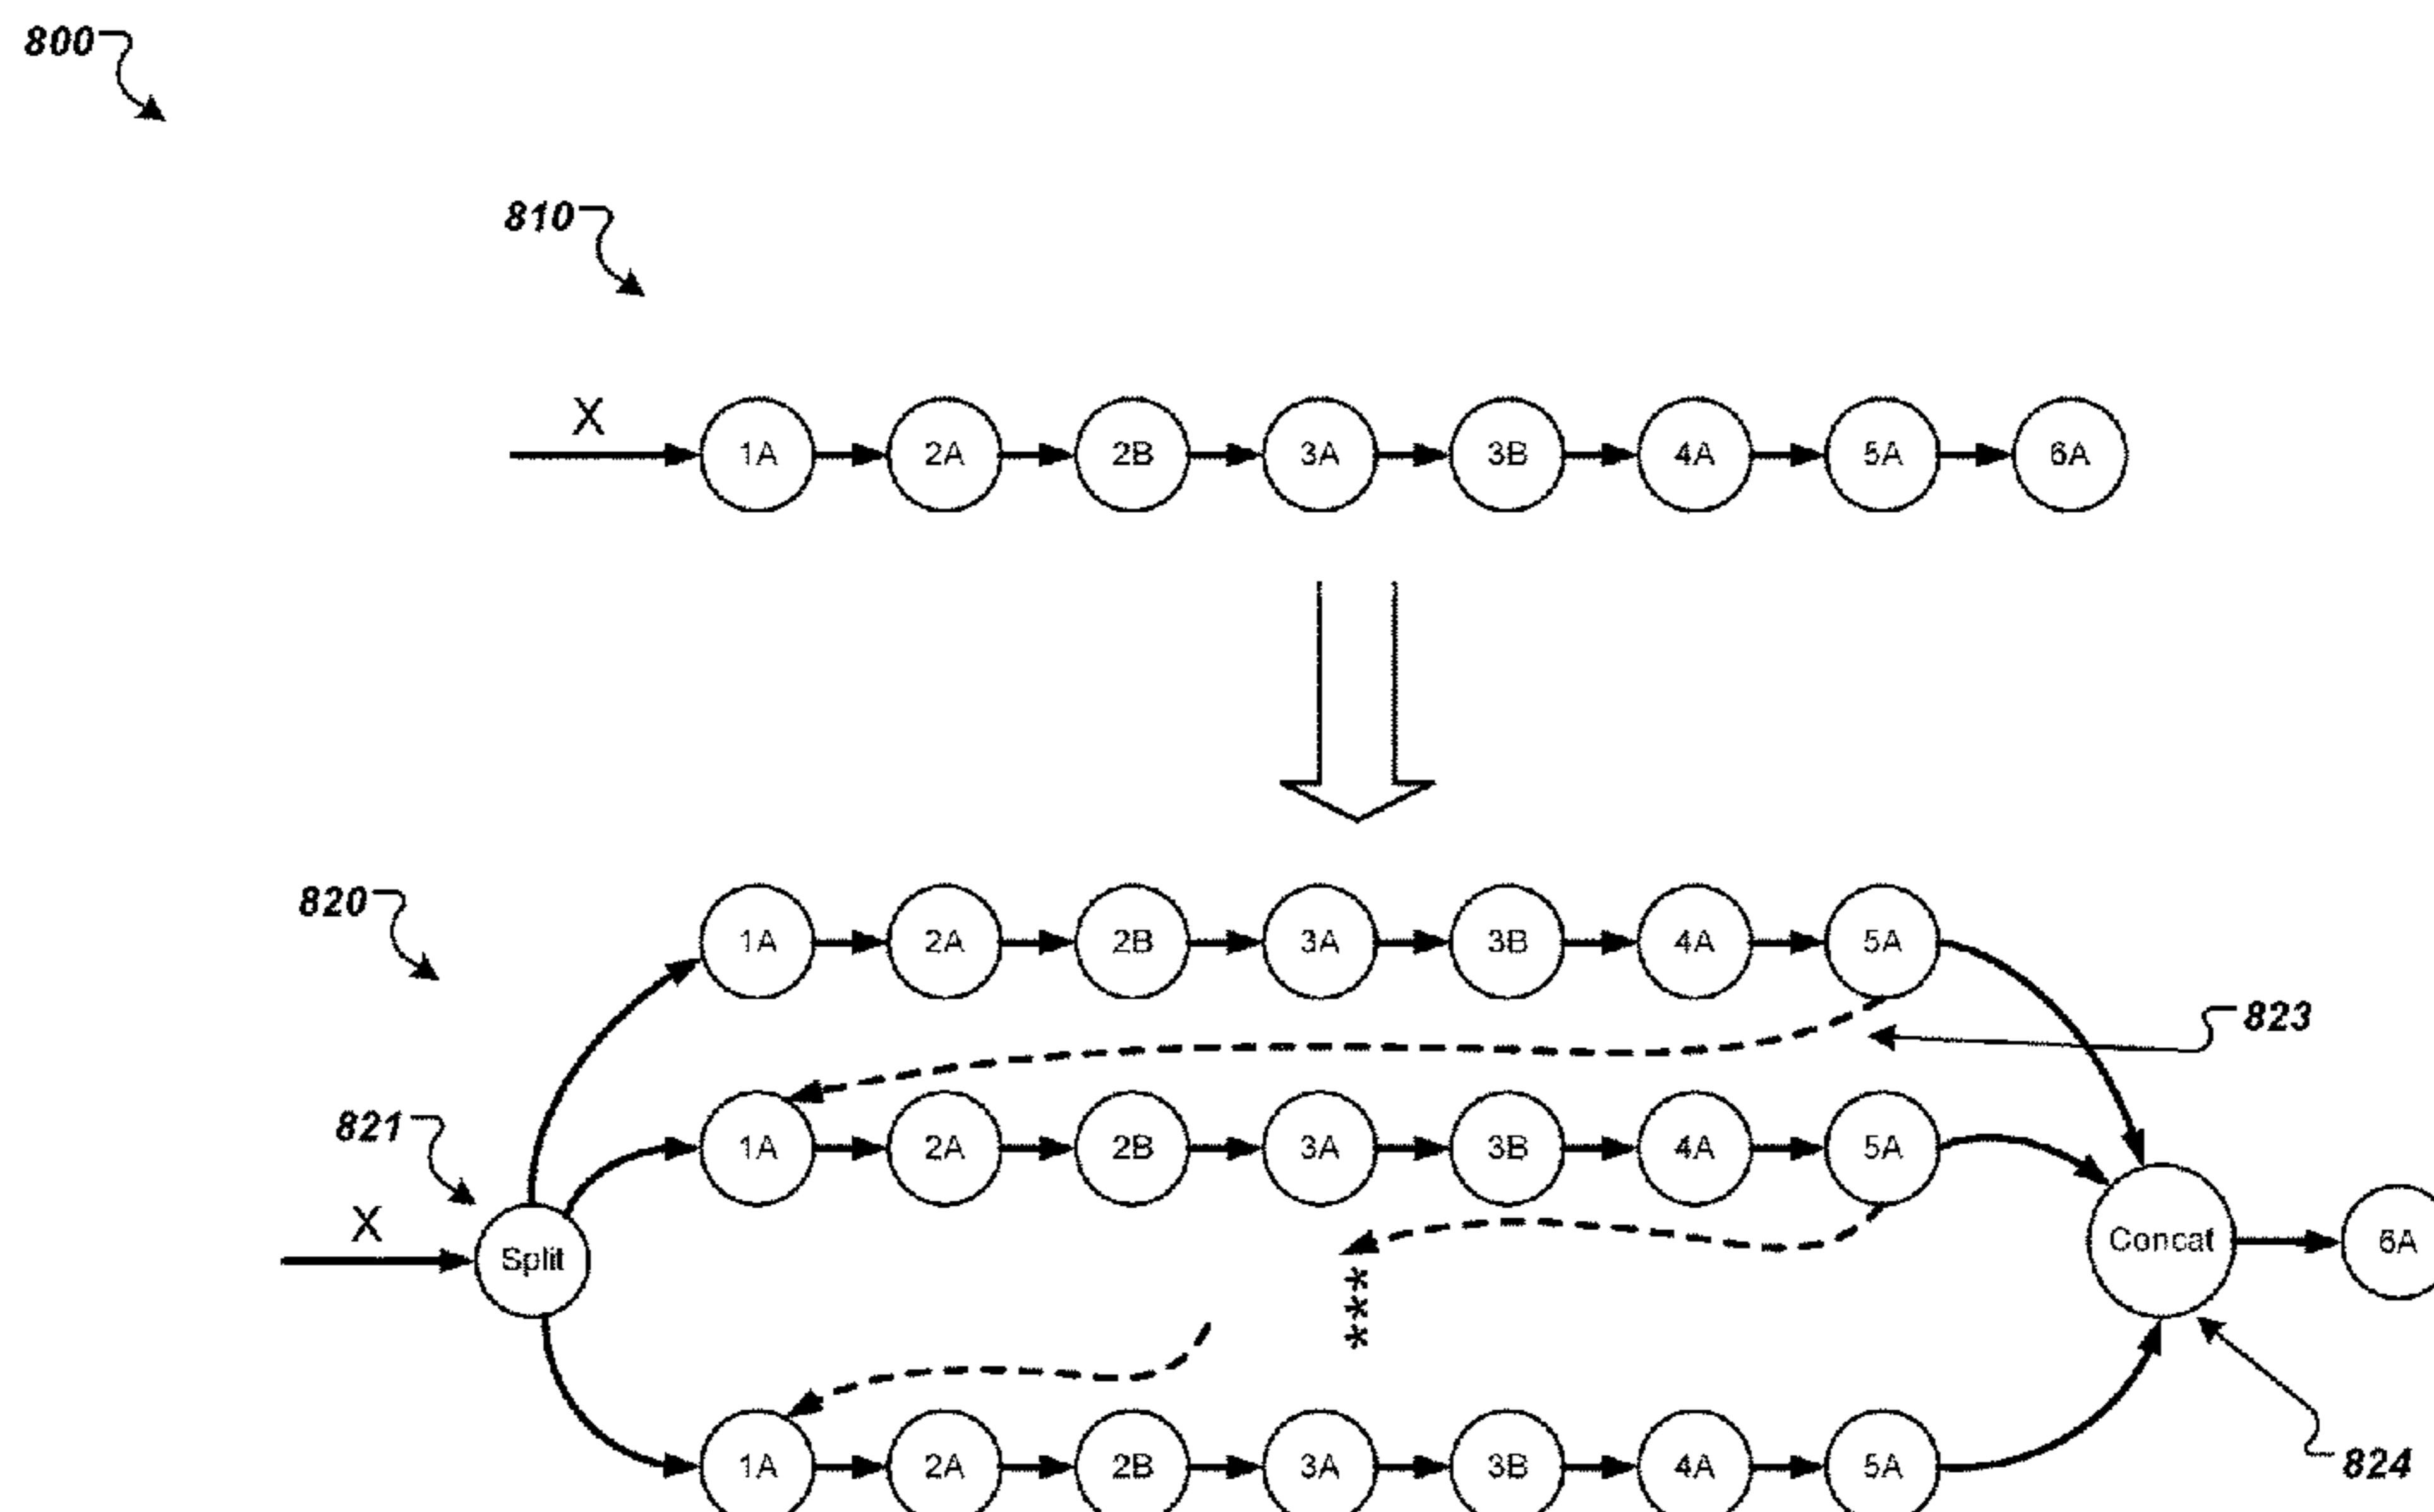 800
810
X
1A 2A 2B 3A 3B 4A 5A 6A
820
1A 2A 2B 3A 3B 4A 5A
823
821
1A 2A 2B 3A 3B 4A 5A
X
Split
Concat
6A
***
1A 2A 2B 3A 3B 4A 5A
824